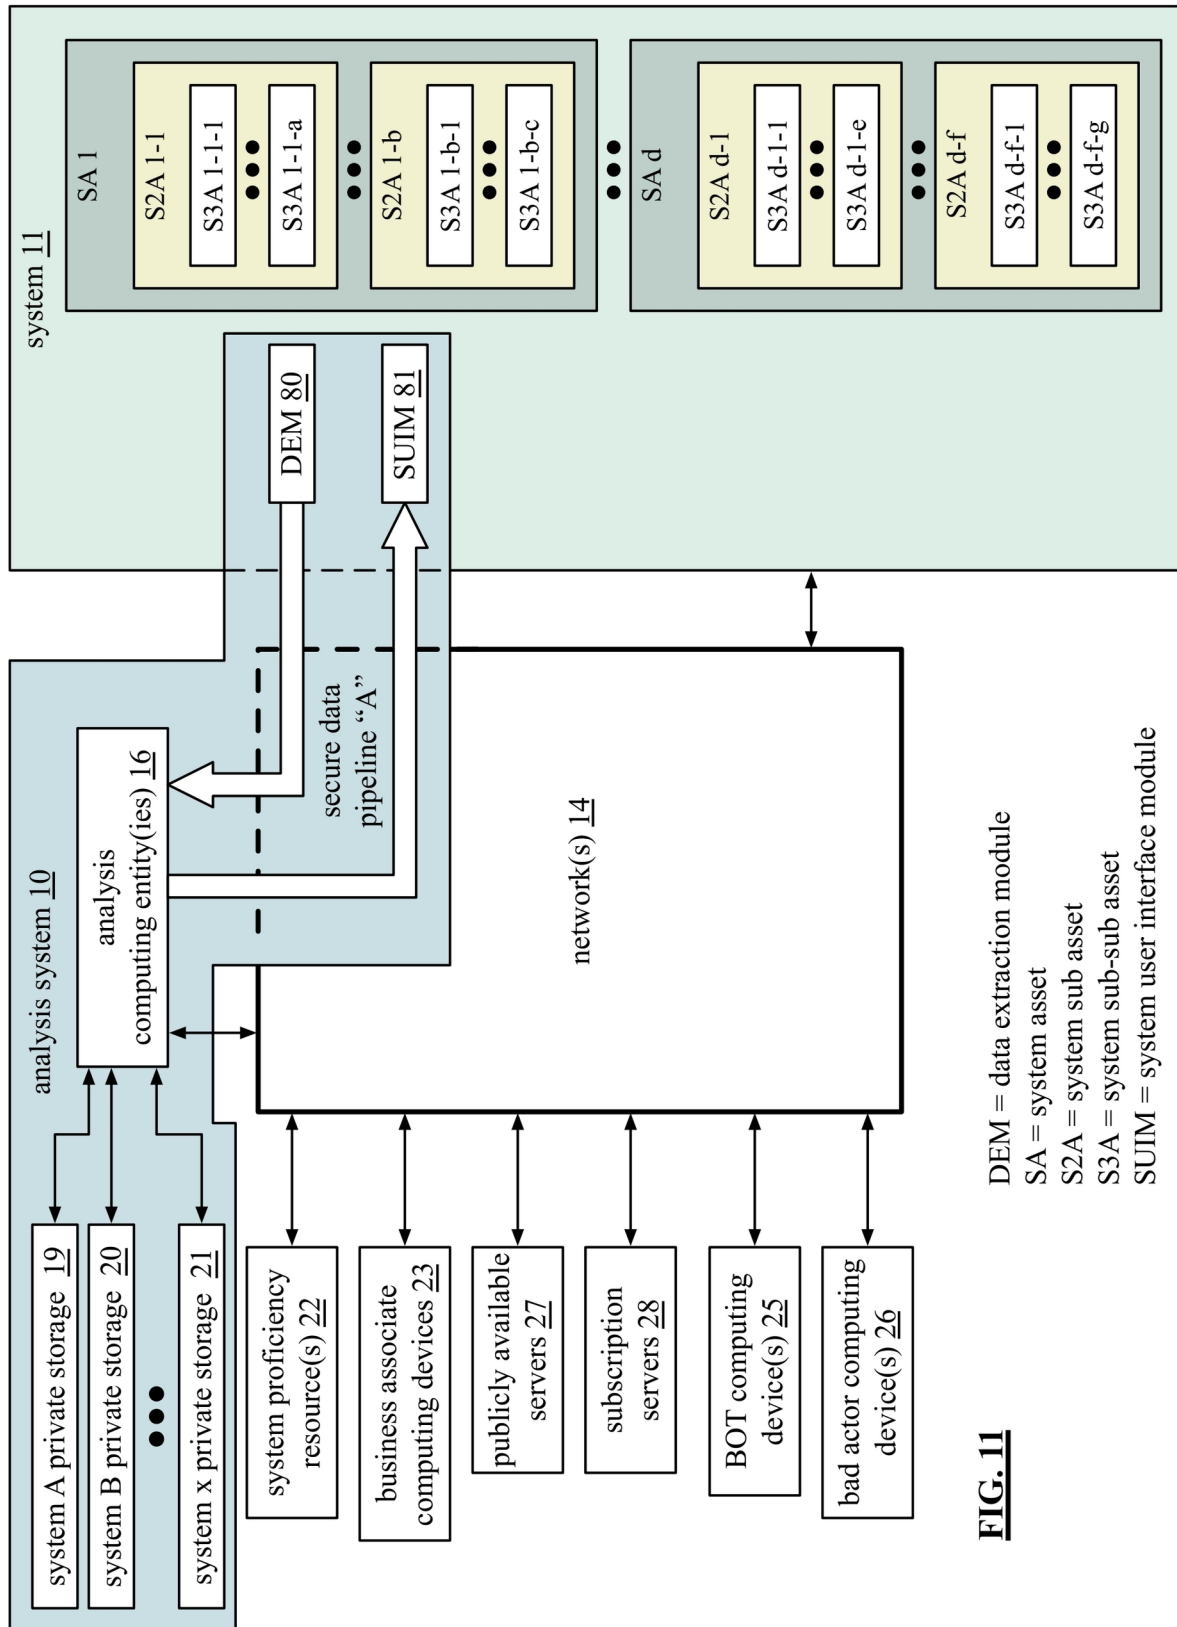 analysis system 10
system A private storage 19
system B private storage 20
system x private storage 21
analysis
computing entity(ies) 16
system proficiency
resource(s) 22
business associate
computing devices 23
publicly available
servers 27
subscription
servers 28
BOT computing
device(s) 25
bad actor computing
device(s) 26
network(s) 14
secure data
pipeline “A”
system 11
DEM 80
SUIM 81
SA 1
S2A 1-1
S3A 1-1-1
S3A 1-1-a
S2A 1-b
S3A 1-b-1
S3A 1-b-c
SA d
S2A d-1
S3A d-1-1
S3A d-1-e
S2A d-f
S3A d-f-1
S3A d-f-g
DEM = data extraction module
SA = system asset
S2A = system sub asset
S3A = system sub-sub asset
SUIM = system user interface module
FIG. 11